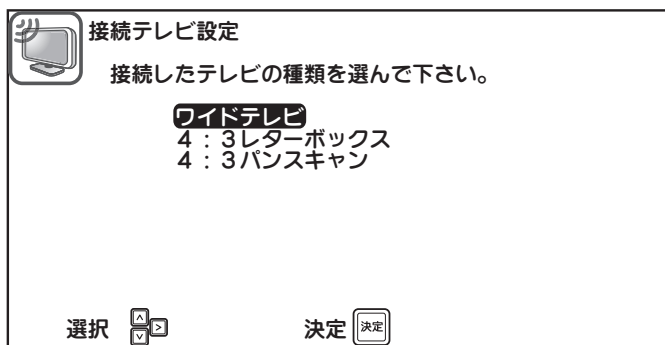 接続テレビ設定
接続したテレビの種類を選んで下さい。
ワイドテレビ
4：3レターボックス
4：3パンスキャン
選択 決定 決定